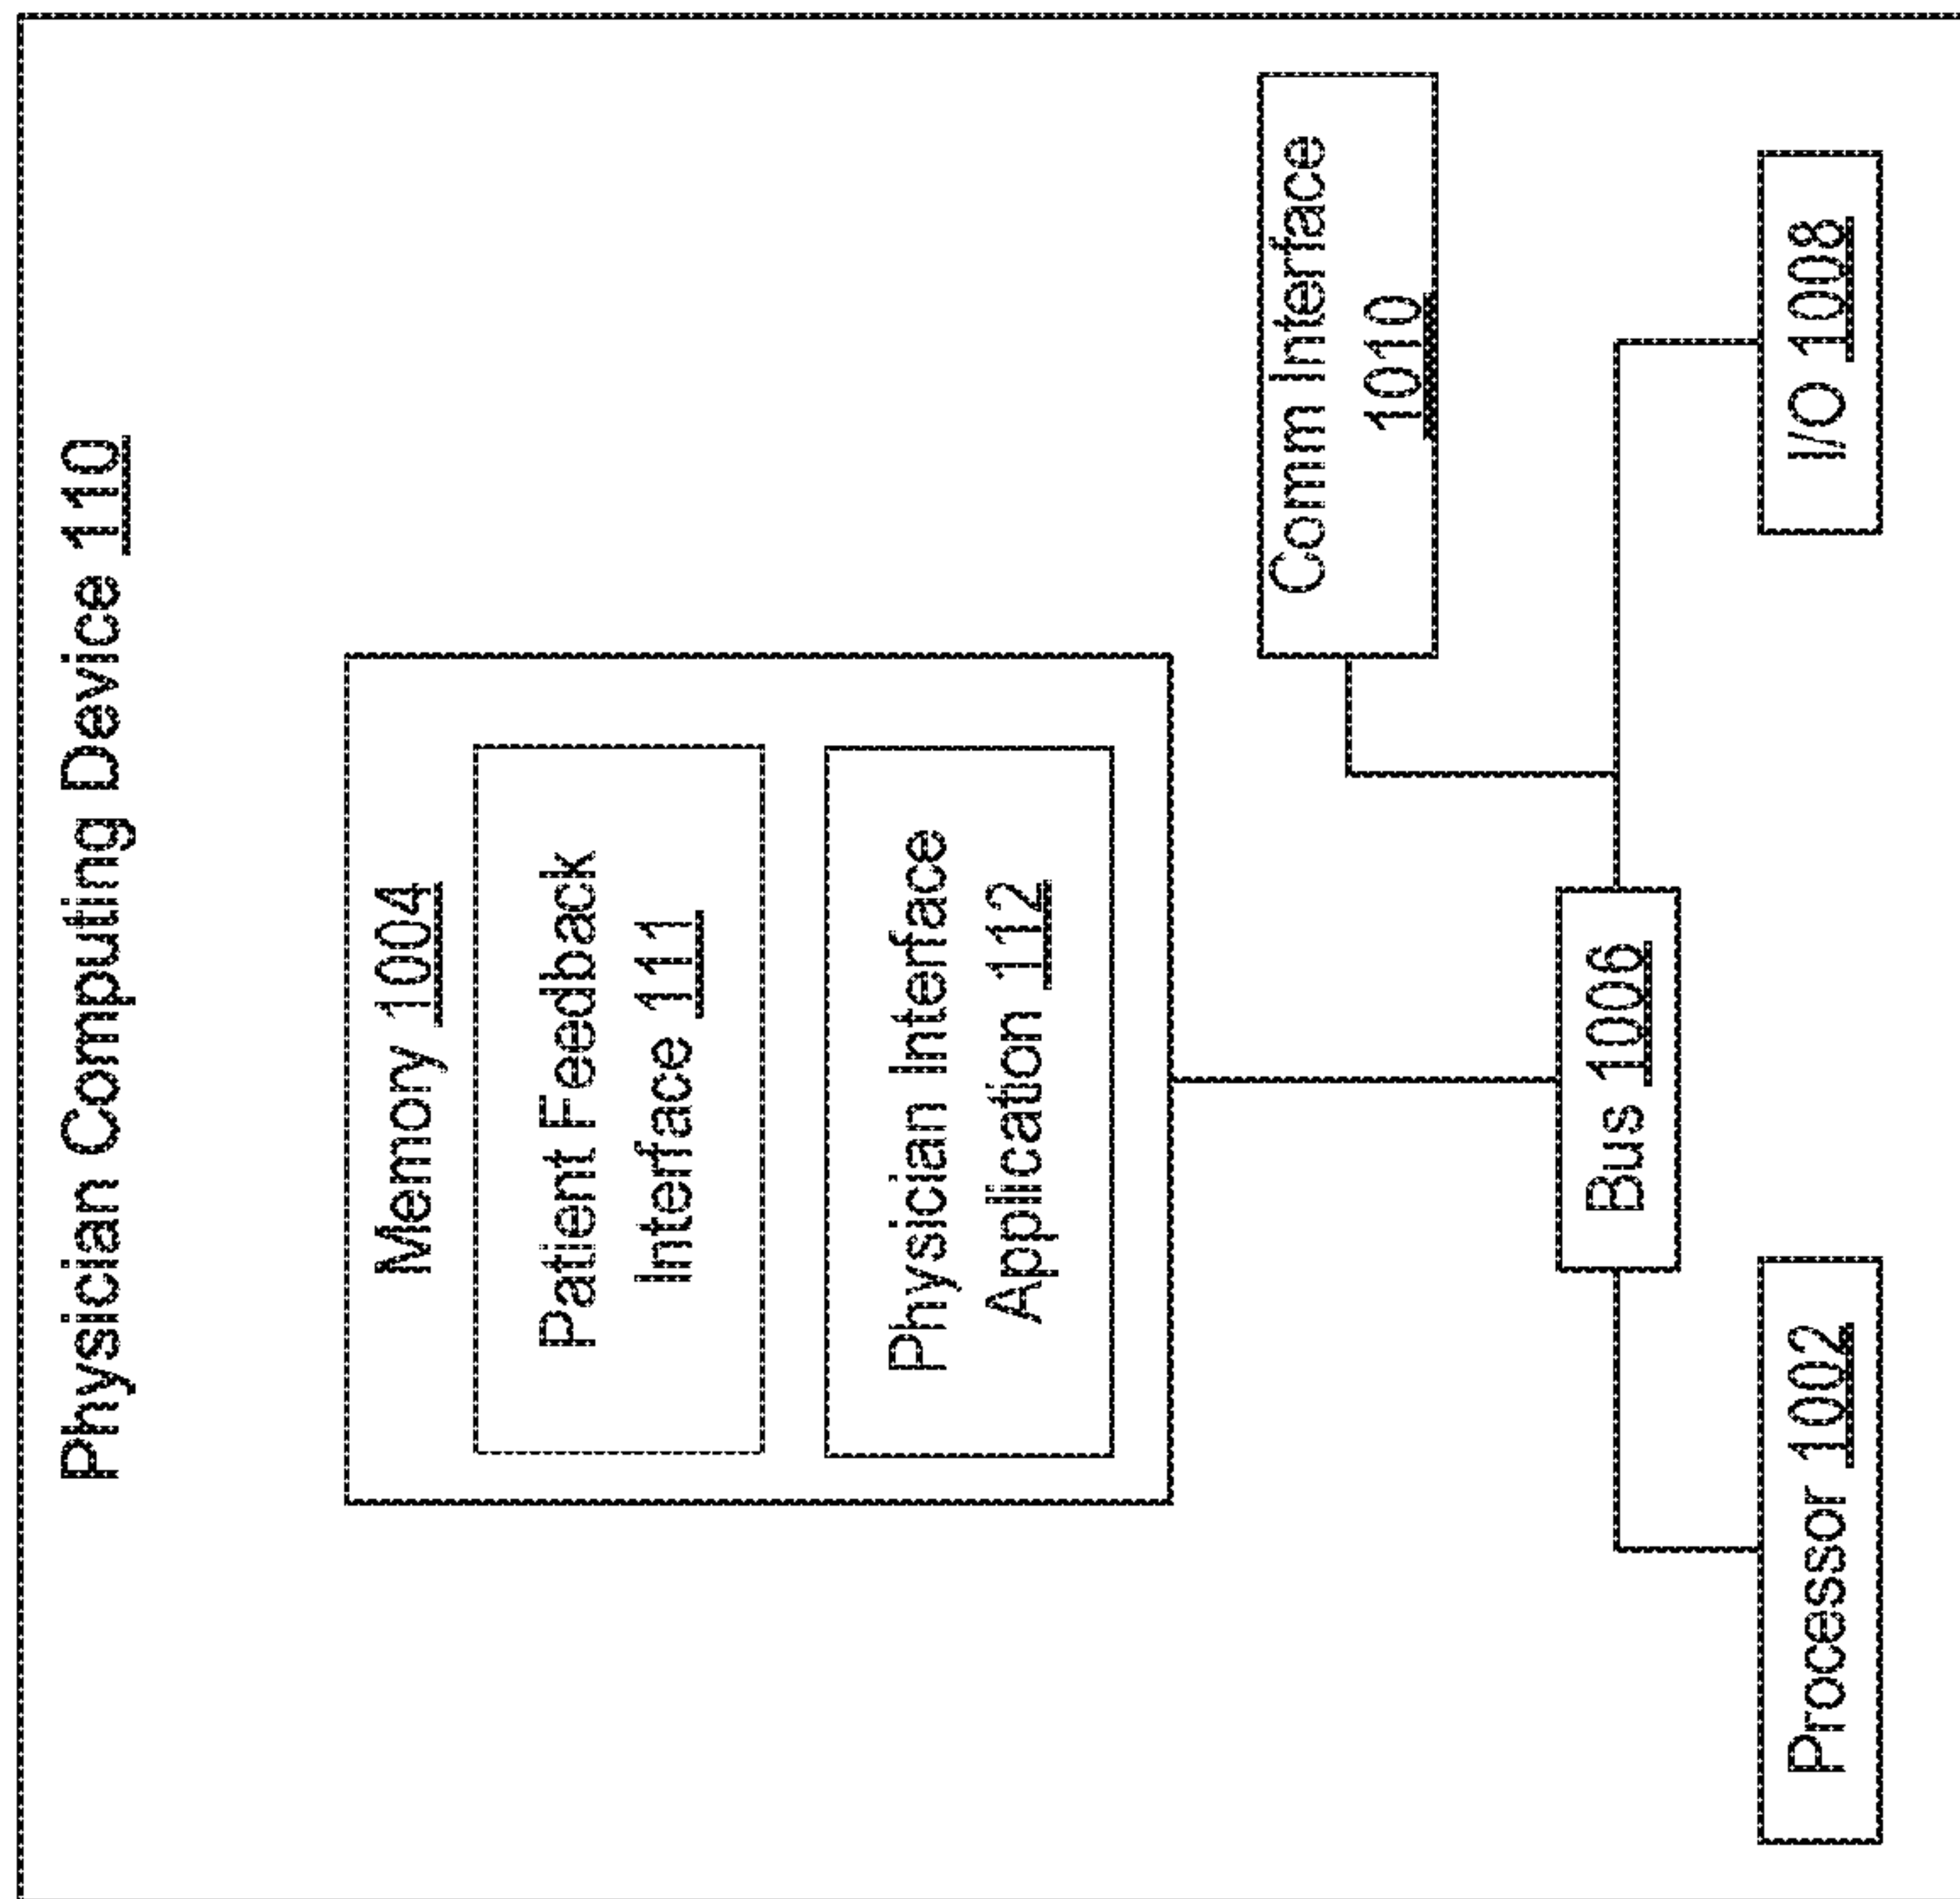 Physician Computing Device 110
Memory 1004
Patient Feedback
Interface 111
Physician Interface
Application 112
Comm Interface
1010
Bus 1006
Processor 1002
I/O 1008